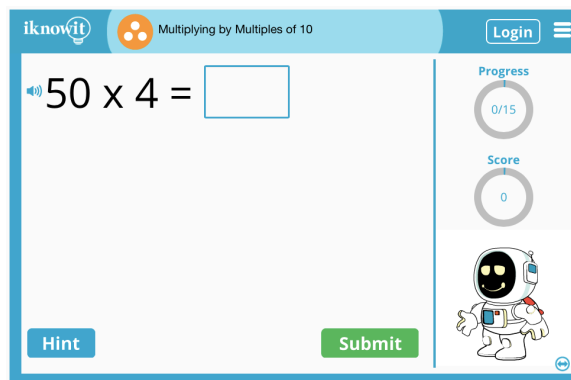 iknowit
Multiplying by Multiples of 10
Login
50 x 4 =
Progress
0/15
Score
0
Hint
Submit